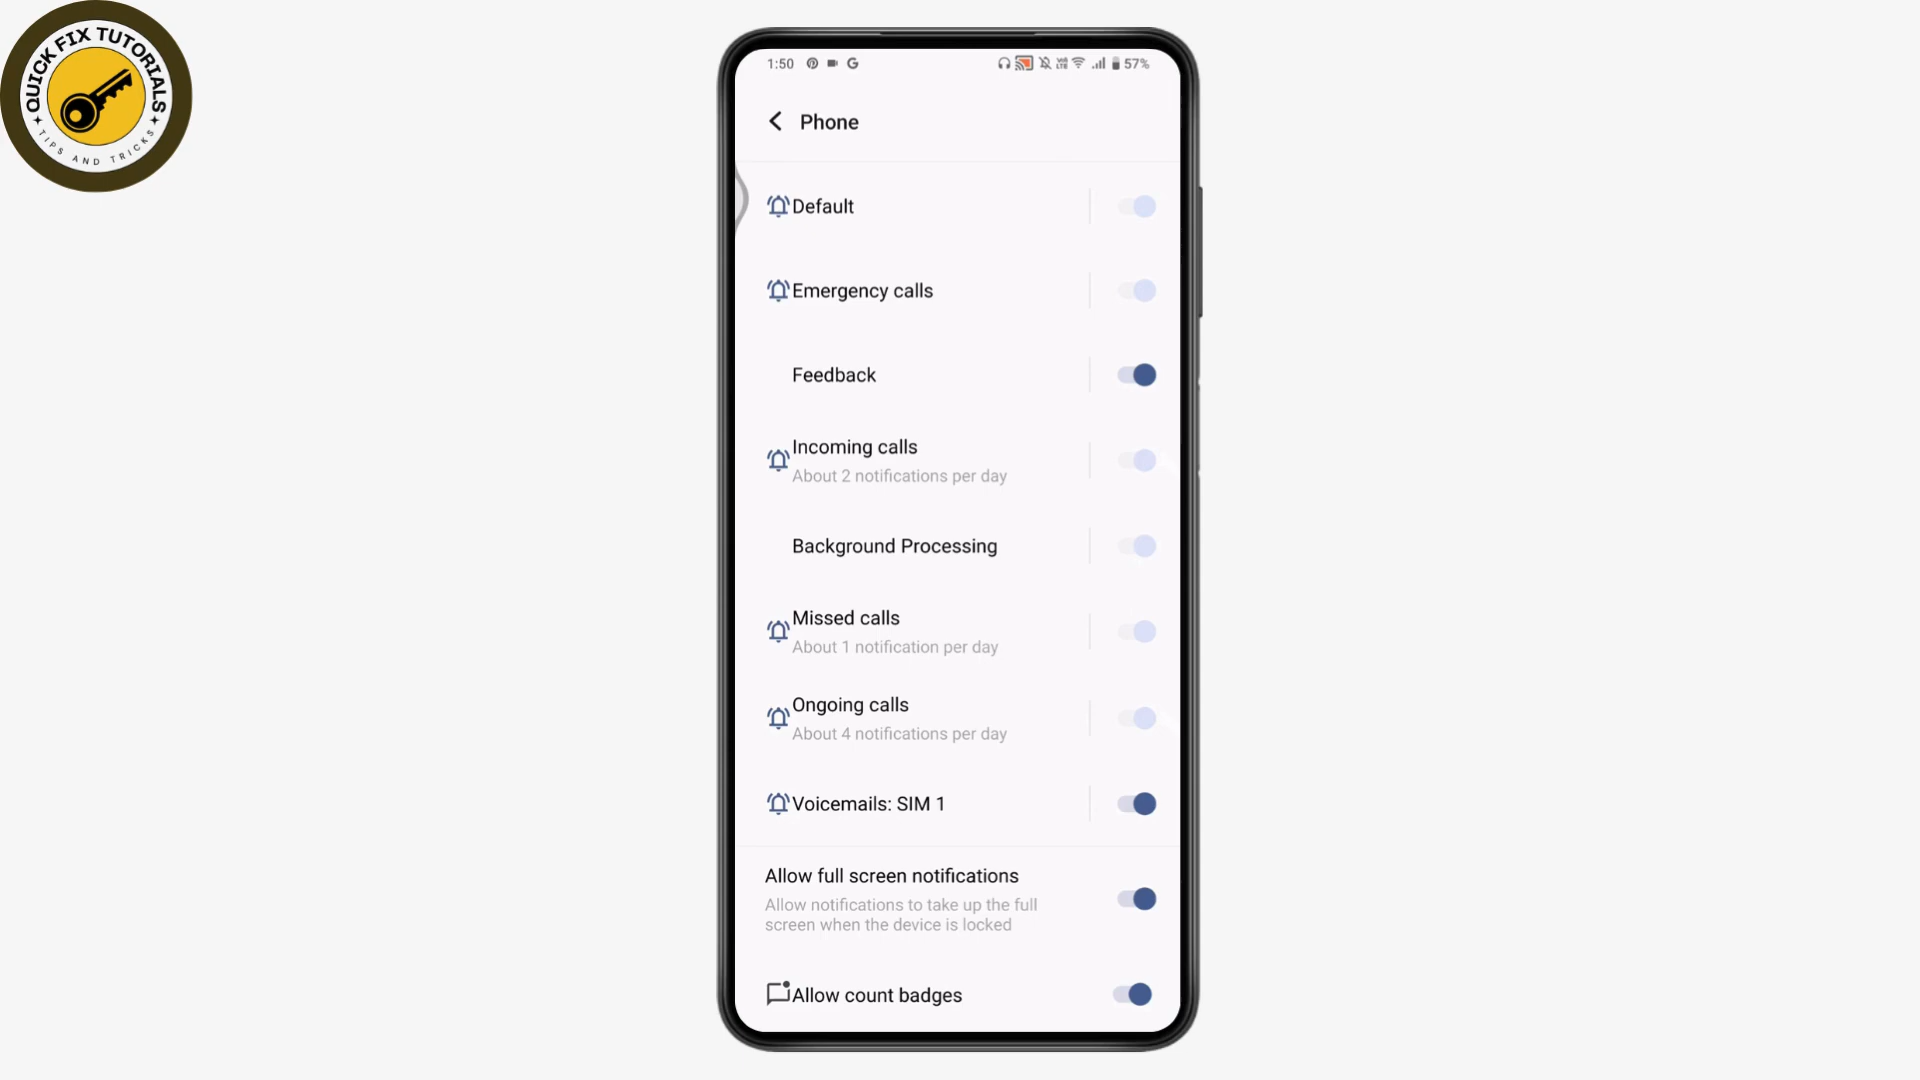 QUICK FIX TUTORIALS
TIPS AND TRICKS
1:50
57%
Phone
Default
Emergency calls
Feedback
Incoming calls
About 2 notifications per day
Background Processing
Missed calls
About 1 notification per day
Ongoing calls
About 4 notifications per day
Voicemails: SIM 1
Allow full screen notifications
Allow notifications to take up the full
screen when the device is locked
Allow count badges